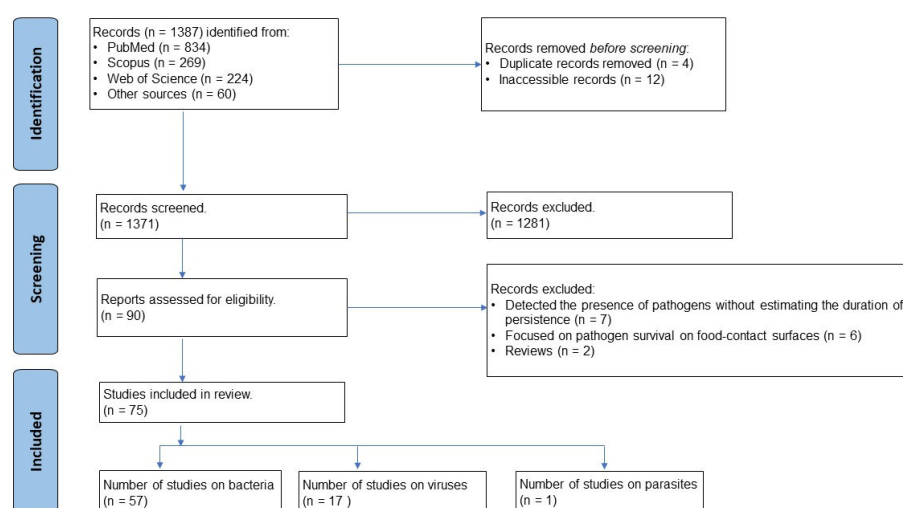 Identification
Records (n = 1387) identified from:
• PubMed (n = 834)
• Scopus (n = 269)
• Web of Science (n = 224)
• Other sources (n = 60)
Records removed before screening:
• Duplicate records removed (n = 4)
• Inaccessible records (n = 12)
Screening
Records screened.
(n = 1371)
Records excluded.
(n = 1281)
Reports assessed for eligibility.
(n = 90)
Records excluded:
• Detected the presence of pathogens without estimating the duration of
persistence (n = 7)
• Focused on pathogen survival on food-contact surfaces (n = 6)
• Reviews (n = 2)
Included
Studies included in review.
(n = 75)
Number of studies on bacteria
(n = 57)
Number of studies on viruses
(n = 17 )
Number of studies on parasites
(n = 1)